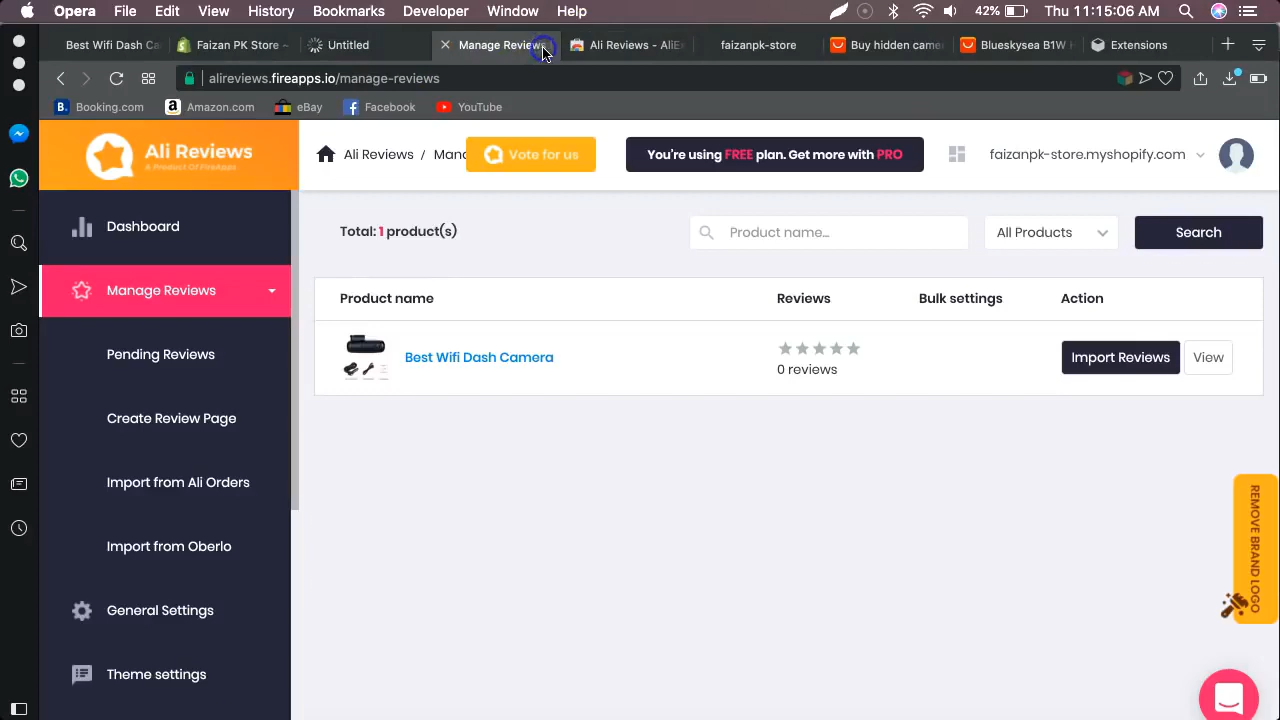 Opera File Edit View History Bookmarks Developer Window Help 42% Thu 11:15:06 AM
Best Wifi Dash Ca Faizan PK Store - Untitled Manage Review Ali Reviews - AliE faizanpk-store Buy hidden came Blueskysea B1W H Extensions
alireviews.fireapps.io/manage-reviews
B. Booking.com Amazon.com eBay Facebook YouTube
Ali Reviews
A Product Of FireApps
Ali Reviews / Mana
Vote for us
You're using FREE plan. Get more with PRO
faizanpk-store.myshopify.com
Dashboard
Manage Reviews
Pending Reviews
Create Review Page
Import from Ali Orders
Import from Oberlo
General Settings
Theme settings
Total: 1 product(s)
Product name...
All Products
Search
Product name Reviews Bulk settings Action
Best Wifi Dash Camera
0 reviews
Import Reviews
View
REMOVE BRAND LOGO